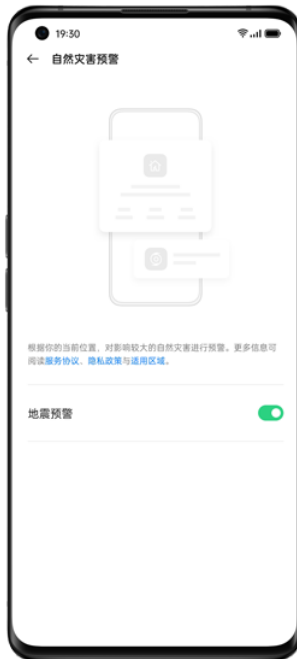 19:30
自然灾害预警
根据你的当前位置，对影响较大的自然灾害进行预警。更多信息可
阅读服务协议、隐私政策与适用区域。
地震预警